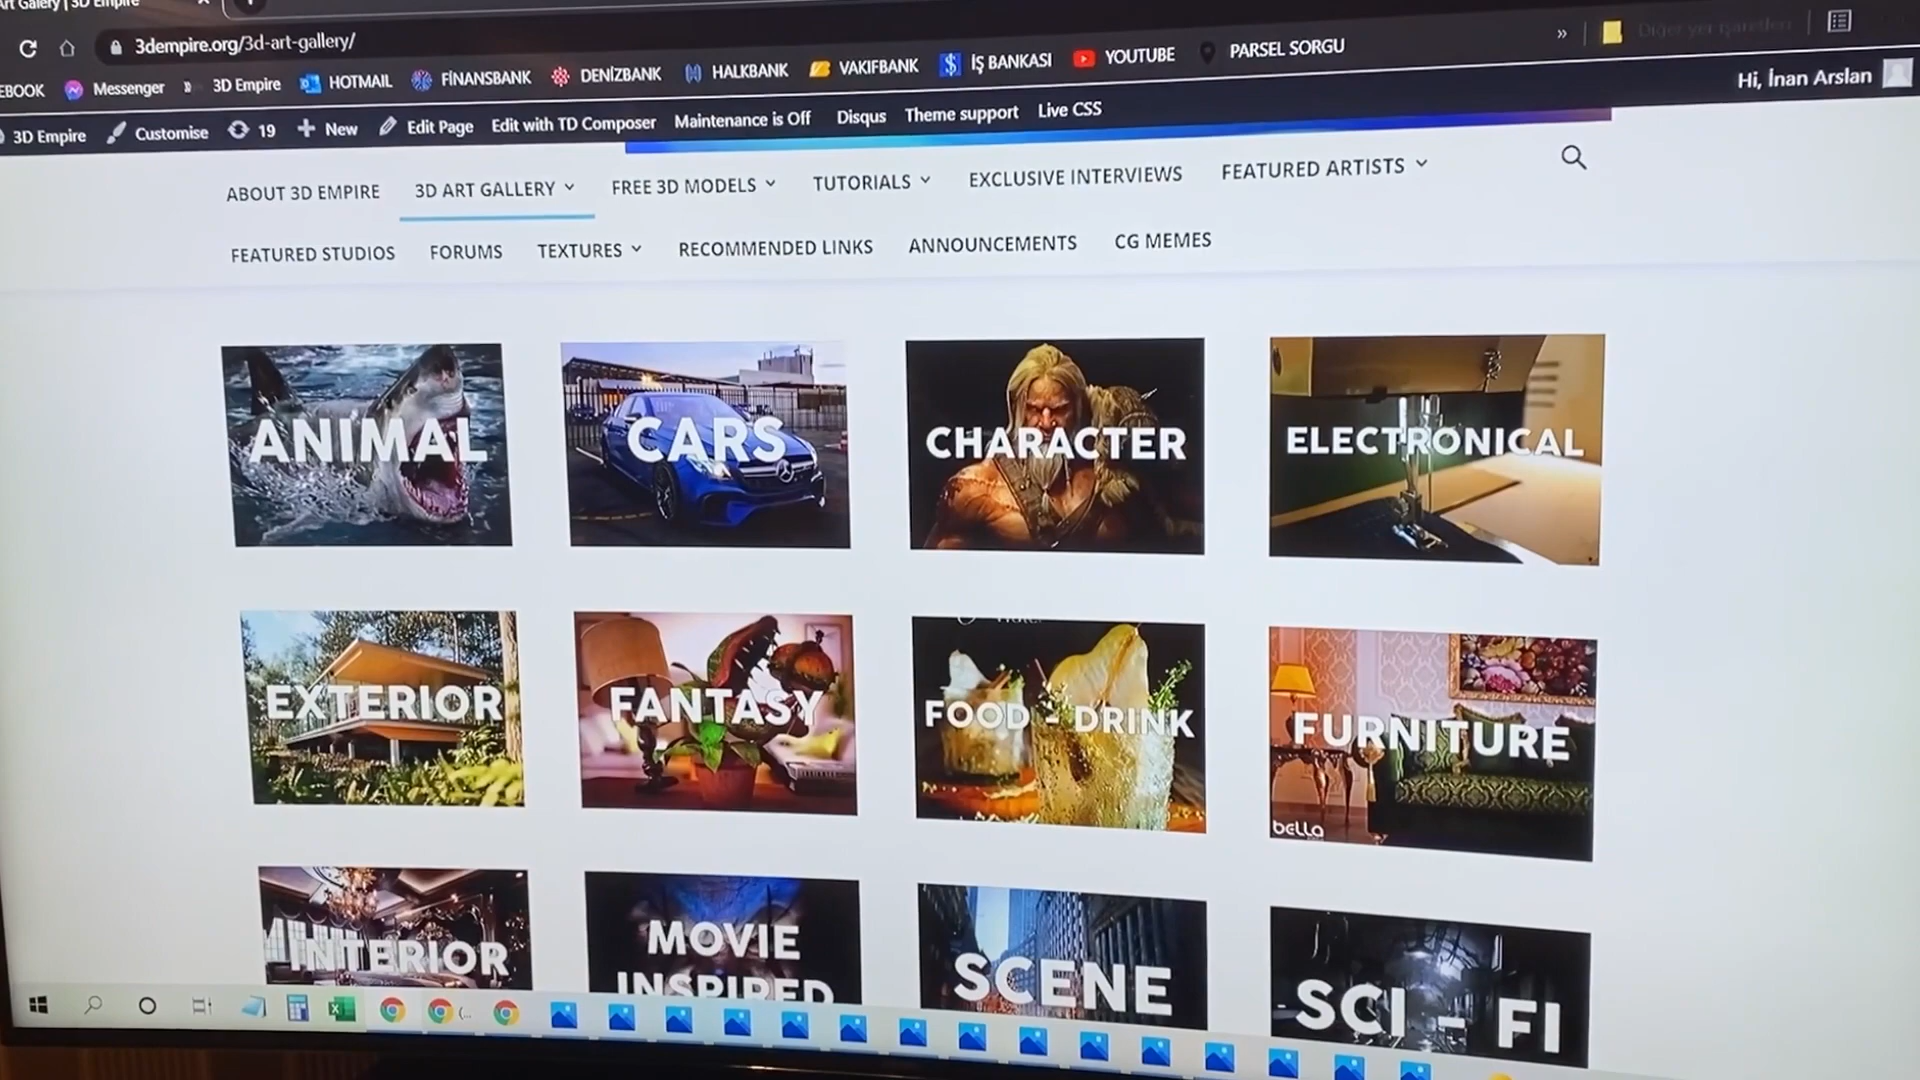 Art Gallery | 3D Empire
3dempire.org/3d-art-gallery/
» Diğer yer işaretleri
EBOOK Messenger 3D Empire HOTMAIL FİNANSBANK DENİZBANK HALKBANK VAKIFBANK İŞ BANKASI YOUTUBE PARSEL SORGU
3D Empire Customise 19 New Edit Page Edit with TD Composer Maintenance is Off Disqus Theme support Live CSS Hi, İnan Arslan
ABOUT 3D EMPIRE 3D ART GALLERY FREE 3D MODELS TUTORIALS EXCLUSIVE INTERVIEWS FEATURED ARTISTS
FEATURED STUDIOS FORUMS TEXTURES RECOMMENDED LINKS ANNOUNCEMENTS CG MEMES
ANIMAL CARS CHARACTER ELECTRONICAL
EXTERIOR FANTASY FOOD - DRINK FURNITURE
bella
INTERIOR MOVIE INSPIRED SCENE SCI - FI